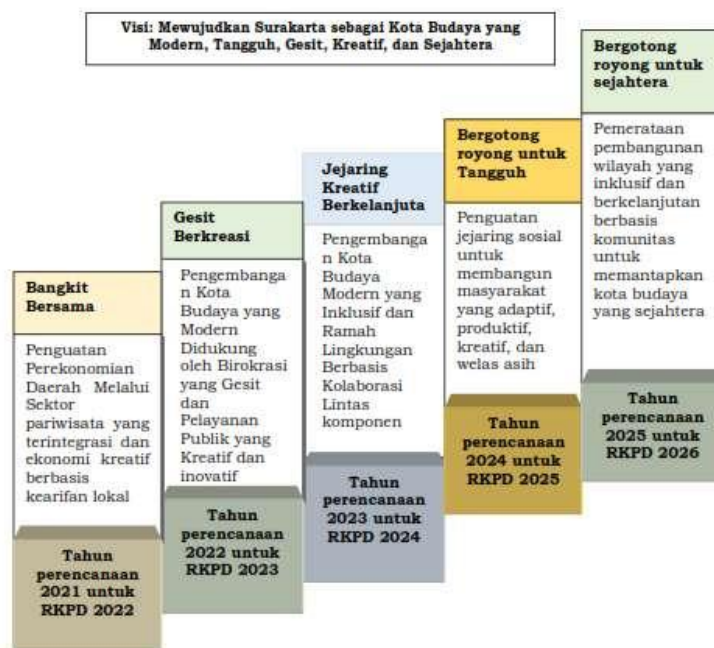 Visi: Mewujudkan Surakarta sebagai Kota Budaya yang
Modern, Tangguh, Gesit, Kreatif, dan Sejahtera
Bangkit
Bersama
Penguatan
Perekonomian
Daerah Melalui
Sektor
pariwisata yang
terintegrasi dan
ekonomi kreatif
berbasis
kearifan lokal
Tahun
perencanaan
2021 untuk
RKPD 2022
Gesit
Berkreasi
Pengembanga
n Kota
Budaya yang
Modern
Didukung
oleh Birokrasi
yang Gesit
dan
Pelayanan
Publik yang
Kreatif dan
inovatif
Tahun
perencanaan
2022 untuk
RKPD 2023
Jejaring
Kreatif
Berkelanjuta
Pengembanga
n Kota
Budaya
Modern yang
Inklusif dan
Ramah
Lingkungan
Berbasis
Kolaborasi
Lintas
komponen
Tahun
perencanaan
2023 untuk
RKPD 2024
Bergotong
royong untuk
Tangguh
Penguatan
jejaring sosial
untuk
membangun
masyarakat
yang adaptif,
produktif,
kreatif, dan
welas asih
Tahun
perencanaan
2024 untuk
RKPD 2025
Bergotong
royong untuk
sejahtera
Pemerataan
pembangunan
wilayah yang
inklusif dan
berkelanjutan
berbasis
komunitas
untuk
memantapkan
kota budaya
yang sejahtera
Tahun
perencanaan
2025 untuk
RKPD 2026